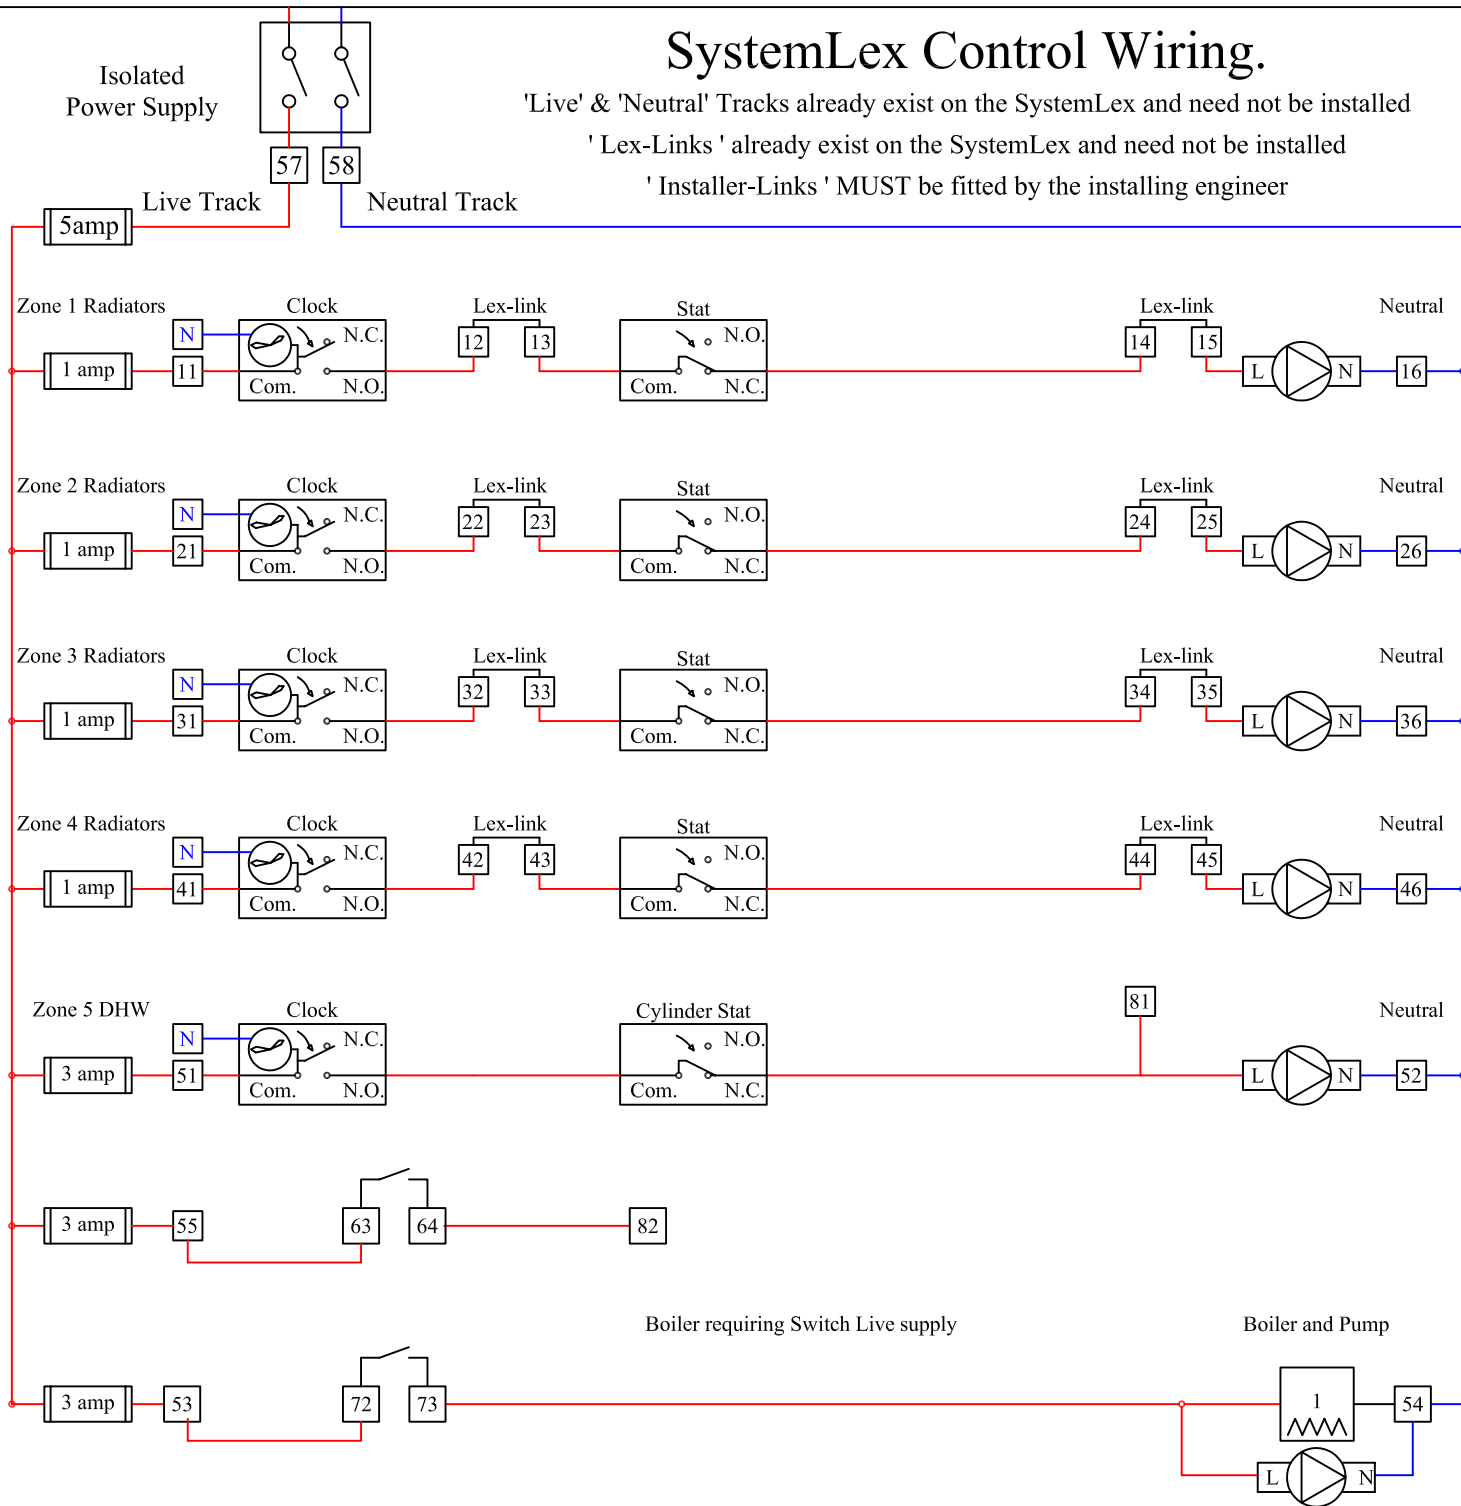 SystemLex Control Wiring.
'Live' & 'Neutral' Tracks already exist on the SystemLex and need not be installed
' Lex-Links ' already exist on the SystemLex and need not be installed
' Installer-Links ' MUST be fitted by the installing engineer
Isolated
Power Supply
57 58
Live Track Neutral Track
5amp
Zone 1 Radiators Clock Lex-link Stat Lex-link Neutral
N N.C. 12 13 N.O. 14 15
1 amp 11 L N 16
Com. N.O. Com. N.C.
Zone 2 Radiators Clock Lex-link Stat Lex-link Neutral
N N.C. 22 23 N.O. 24 25
1 amp 21 L N 26
Com. N.O. Com. N.C.
Zone 3 Radiators Clock Lex-link Stat Lex-link Neutral
N N.C. 32 33 N.O. 34 35
1 amp 31 L N 36
Com. N.O. Com. N.C.
Zone 4 Radiators Clock Lex-link Stat Lex-link Neutral
N N.C. 42 43 N.O. 44 45
1 amp 41 L N 46
Com. N.O. Com. N.C.
Zone 5 DHW Clock Cylinder Stat 81 Neutral
N N.C. N.O.
3 amp 51 L N 52
Com. N.O. Com. N.C.
3 amp 55 63 64 82
Boiler requiring Switch Live supply Boiler and Pump
3 amp 53 72 73 1 54
L N